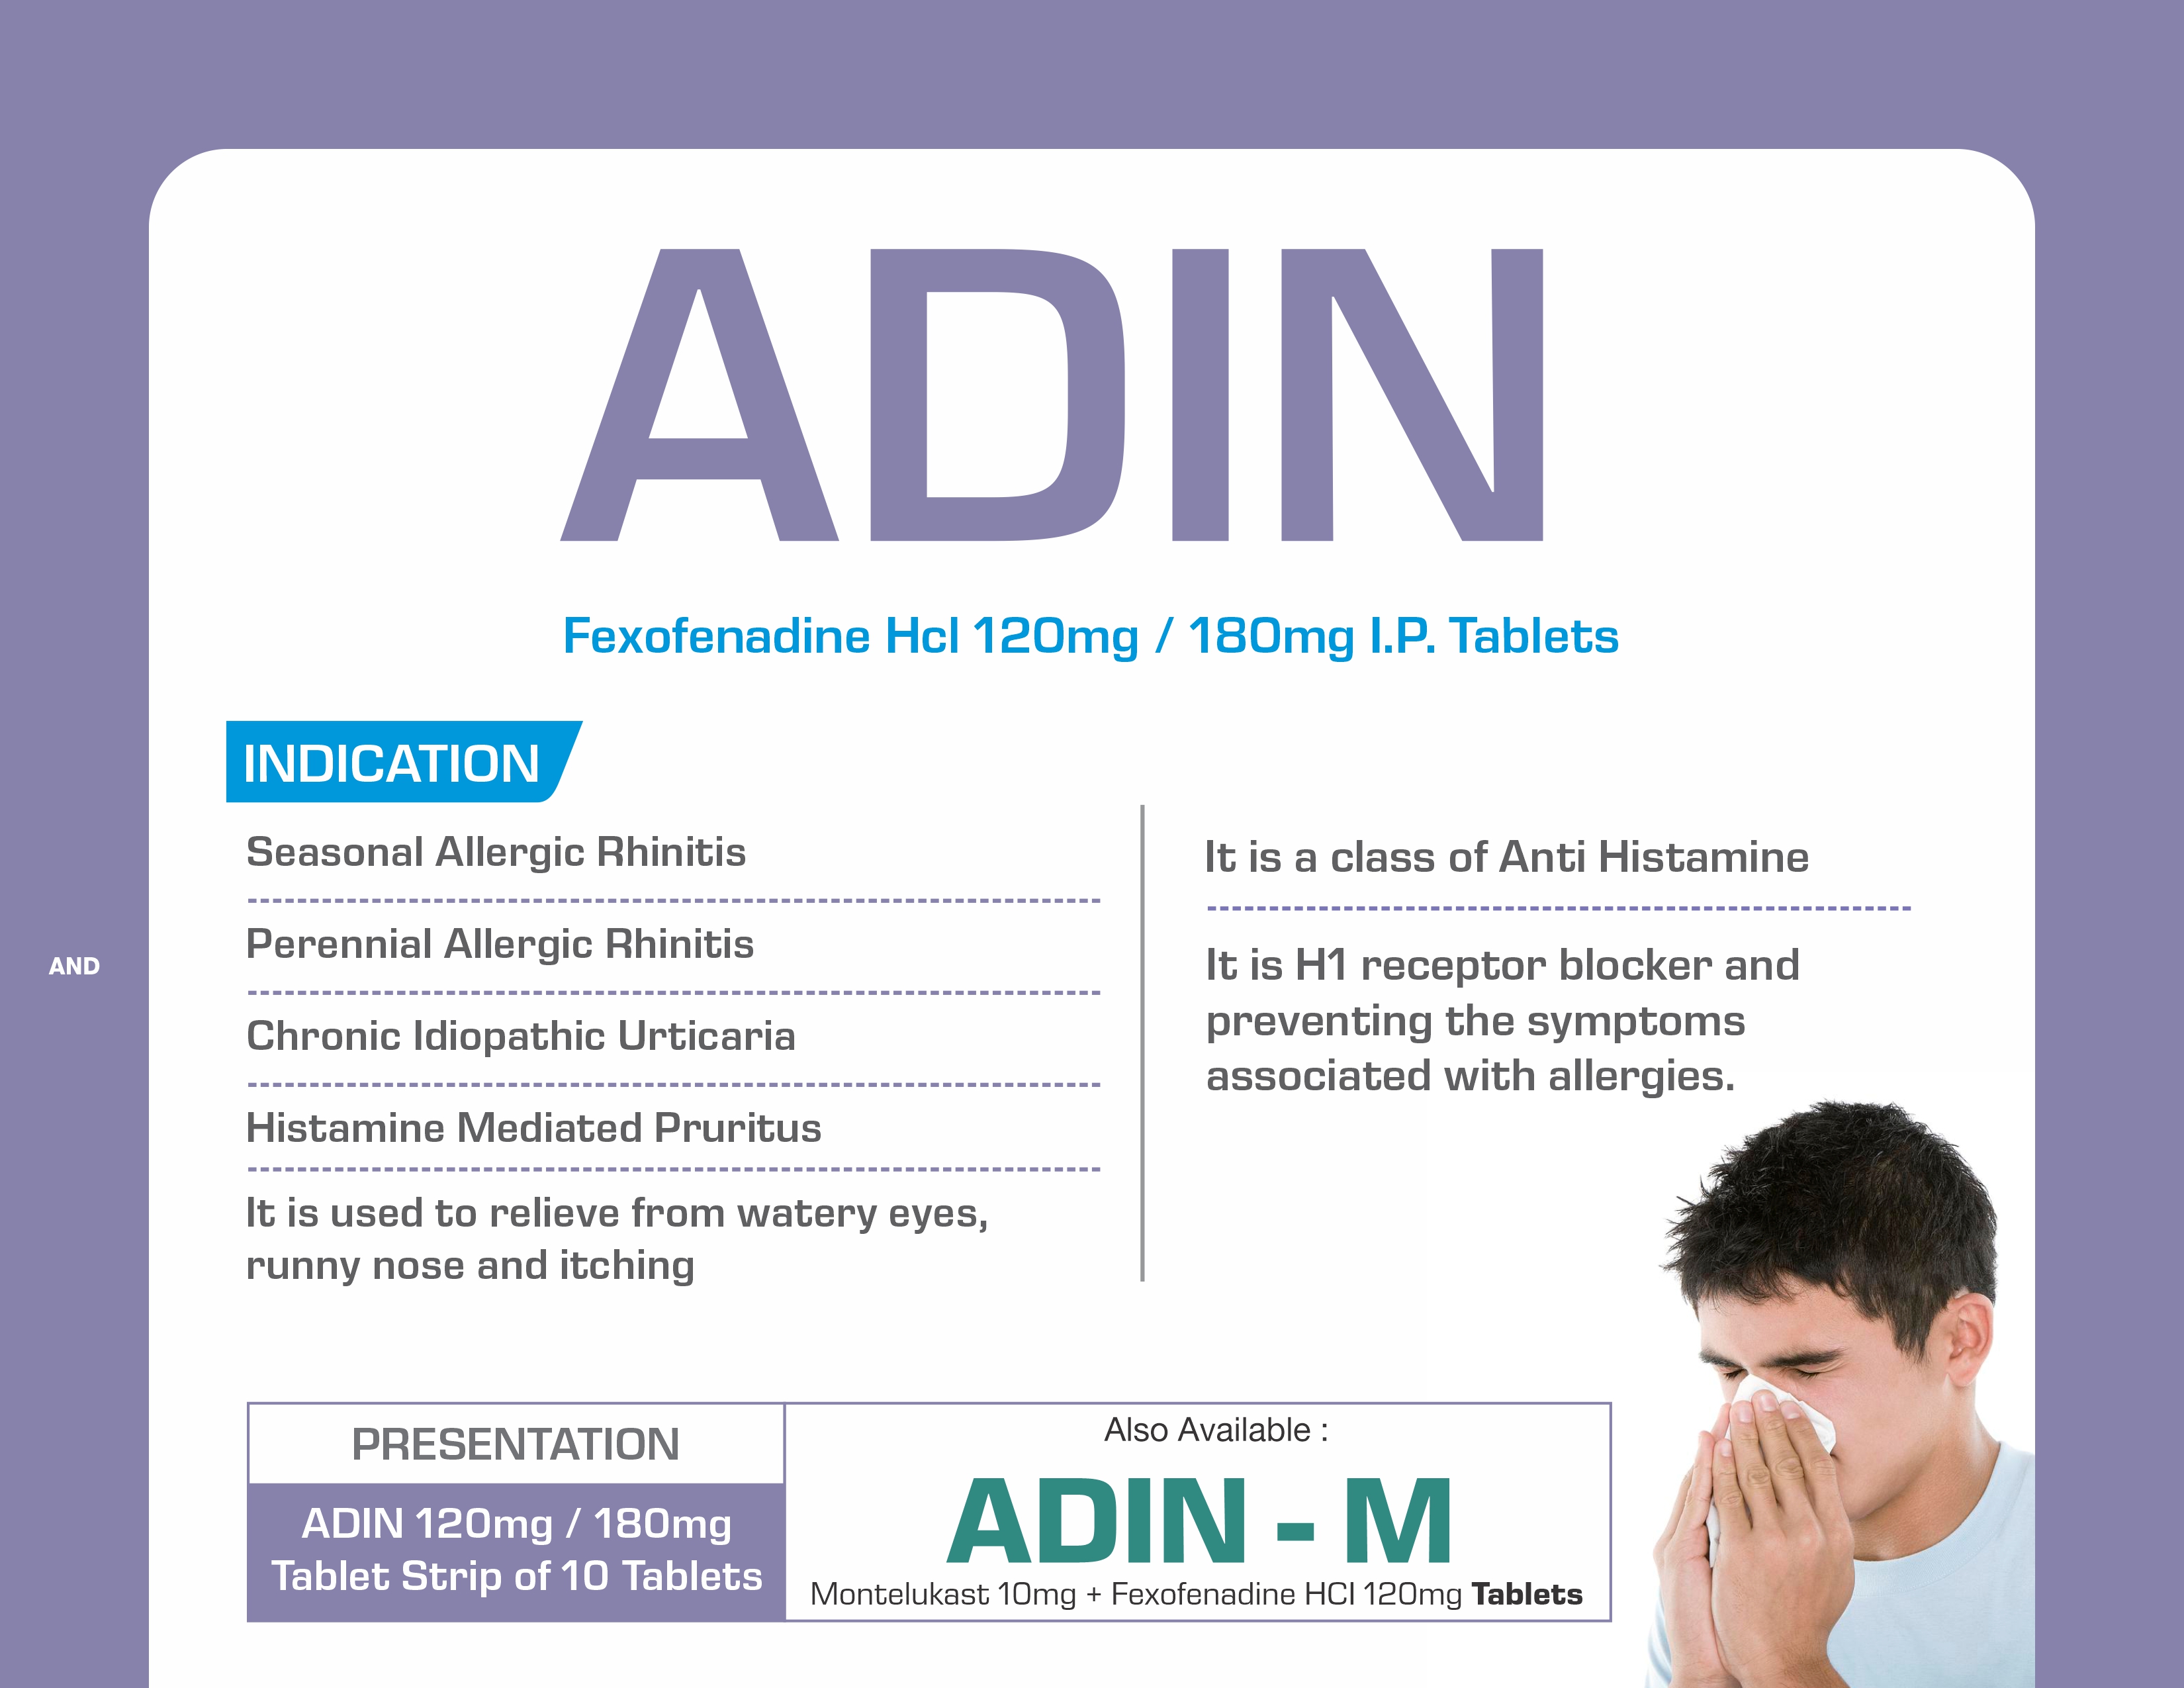 ADIN
Fexofenadine Hcl 120mg / 180mg I.P. Tablets
INDICATION
Seasonal Allergic Rhinitis
Perennial Allergic Rhinitis
Chronic Idiopathic Urticaria
Histamine Mediated Pruritus
It is used to relieve from watery eyes,
runny nose and itching
It is a class of Anti Histamine
It is H1 receptor blocker and
preventing the symptoms
associated with allergies.
AND
PRESENTATION
ADIN 120mg / 180mg
Tablet Strip of 10 Tablets
Also Available :
ADIN - M
Montelukast 10mg + Fexofenadine HCl 120mg Tablets